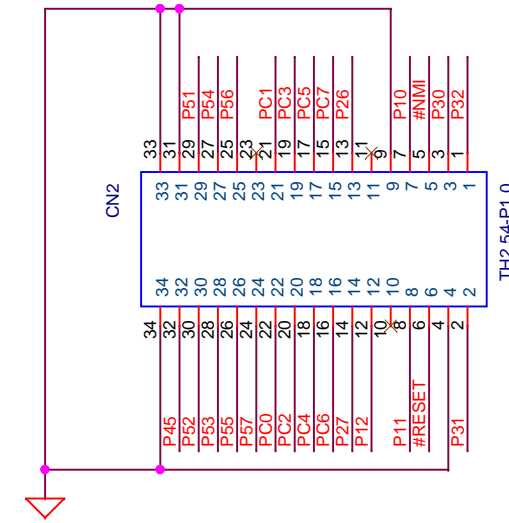 P51
P54
P56
PC1
PC3
PC5
PC7
P26
P10
#NMI
P30
P32
33 31 29 27 25 23 21 19 17 15 13 11 9 7 5 3 1
CN2
33 31 29 27 25 23 21 19 17 15 13 11 9 7 5 3 1
34 32 30 28 26 24 22 20 18 16 14 12 10 8 6 4 2
TH2.54-P1.0
34 32 30 28 26 24 22 20 18 16 14 12 10 8 6 4 2
P45
P52
P53
P55
P57
PC0
PC2
PC4
PC6
P27
P12
P11
#RESET
P31